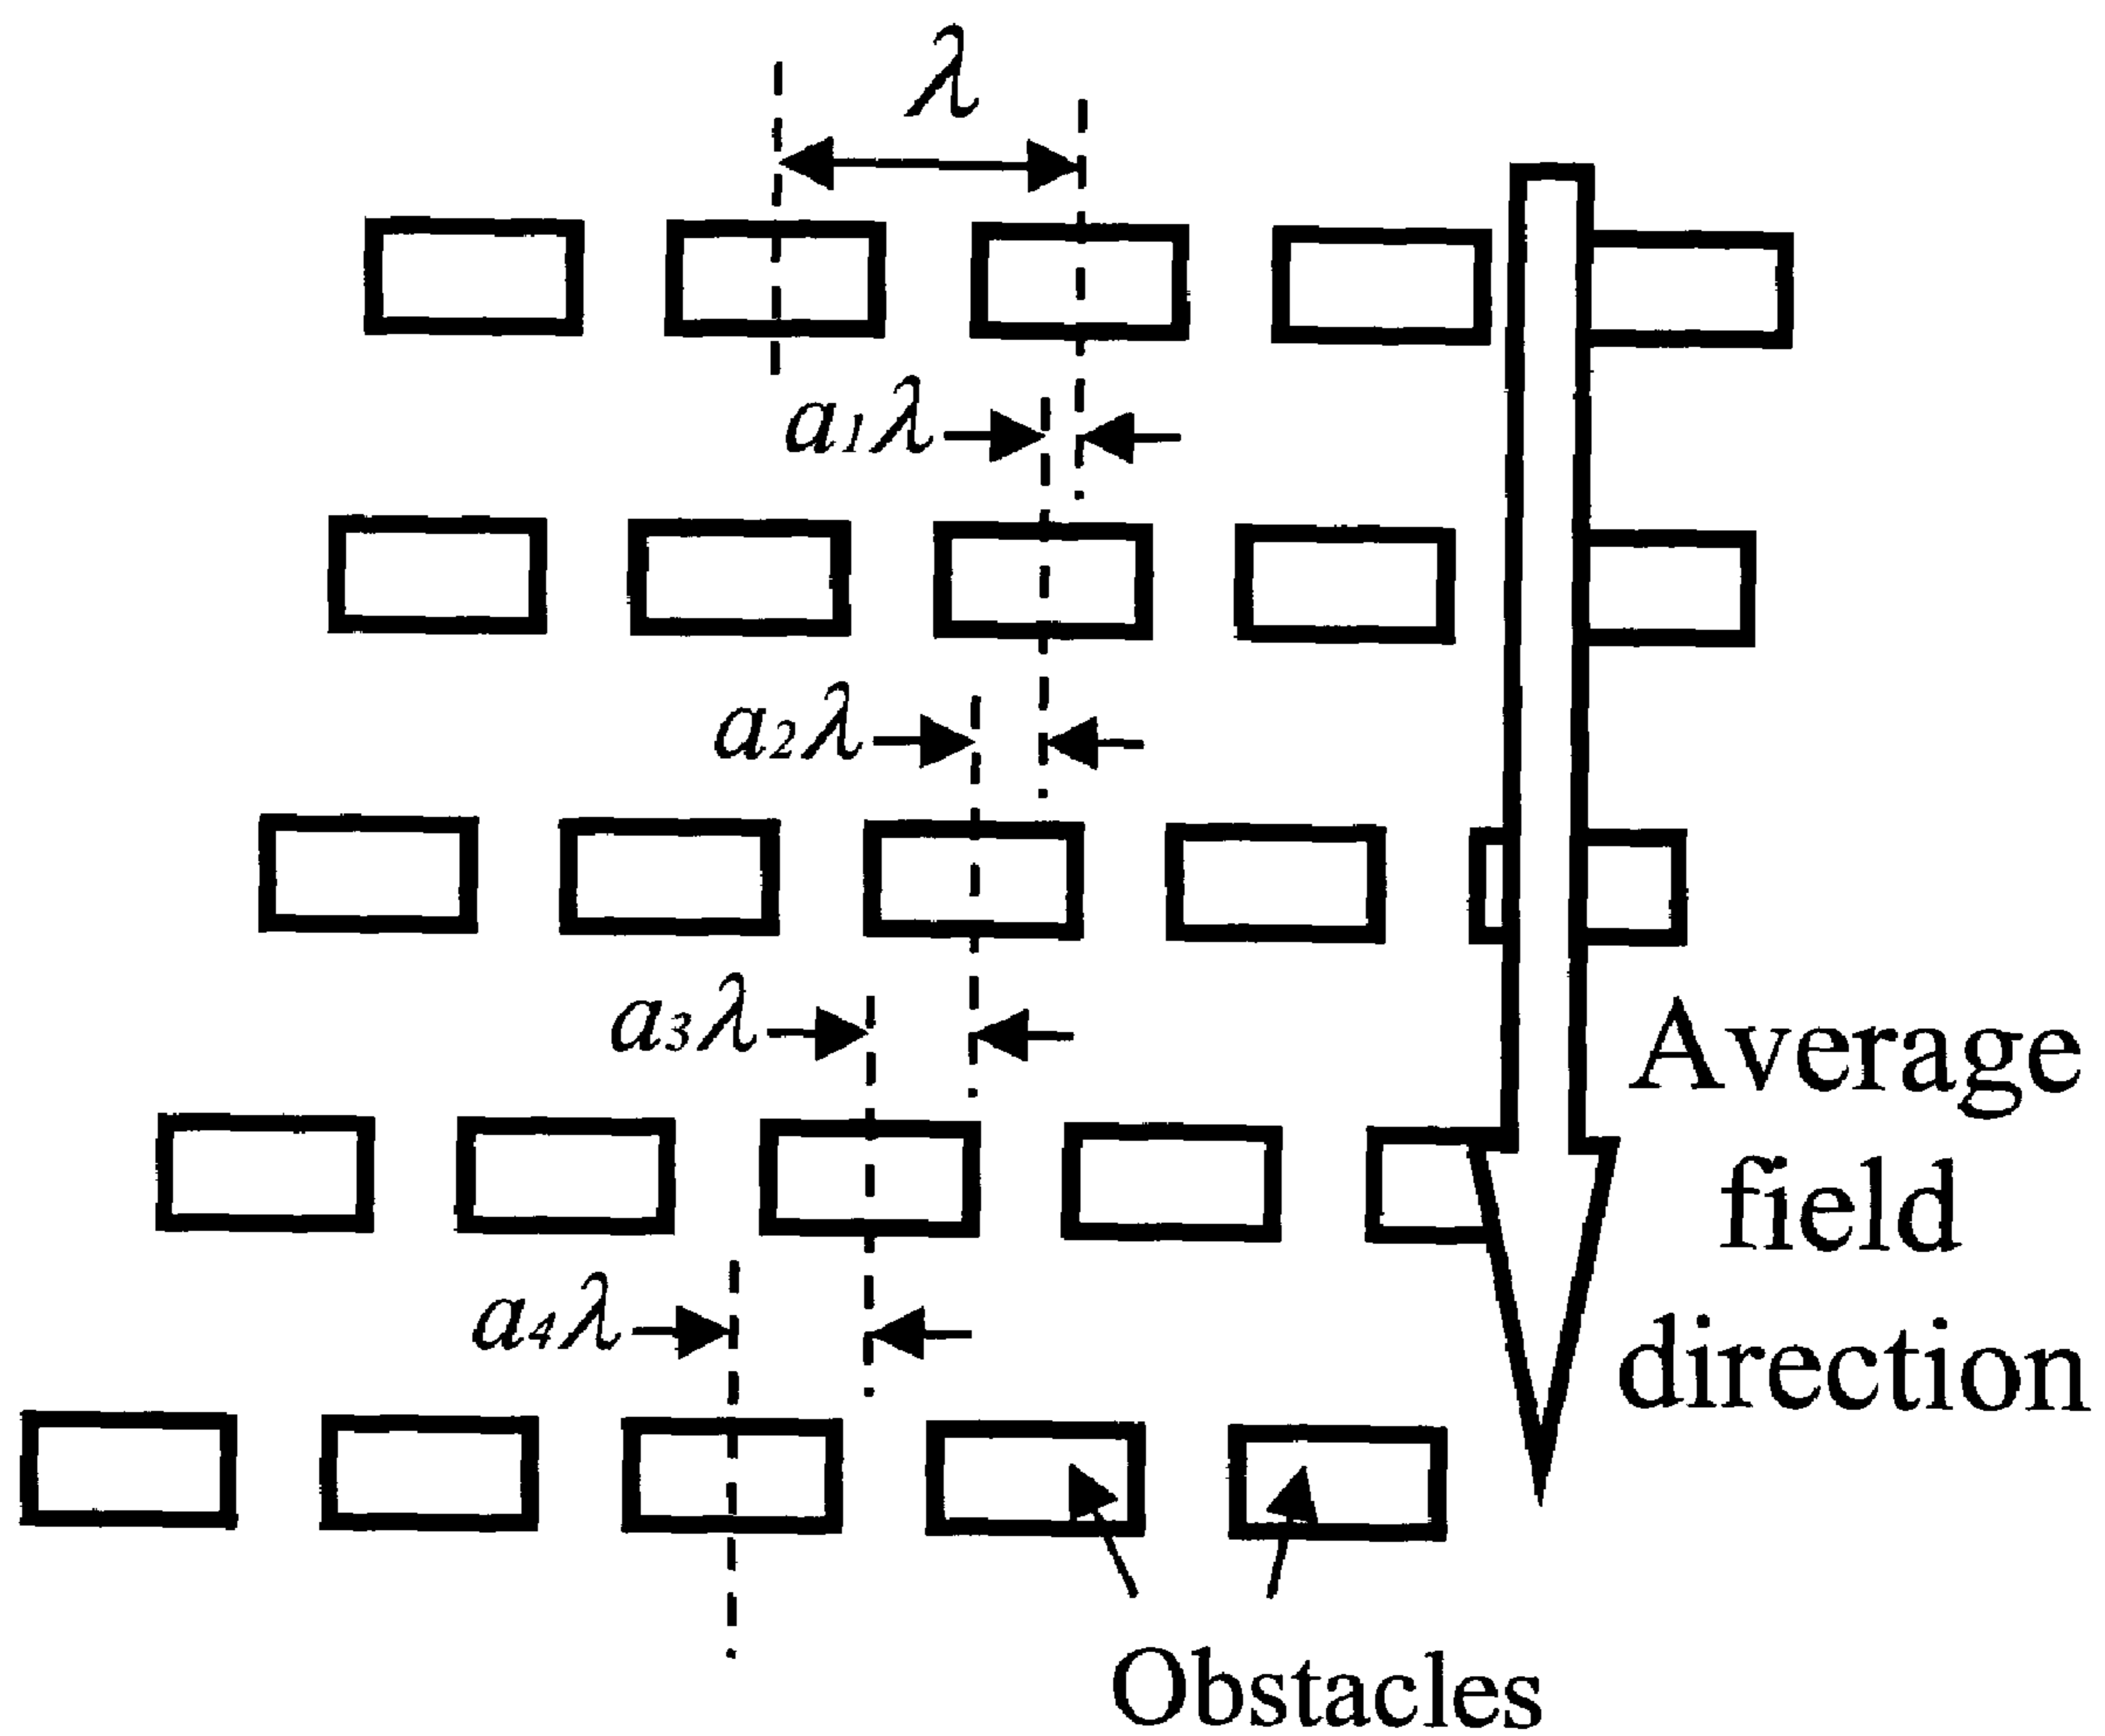 λ
a₁λ
a₂λ
a₃λ
a₄λ
Average
field
direction
Obstacles